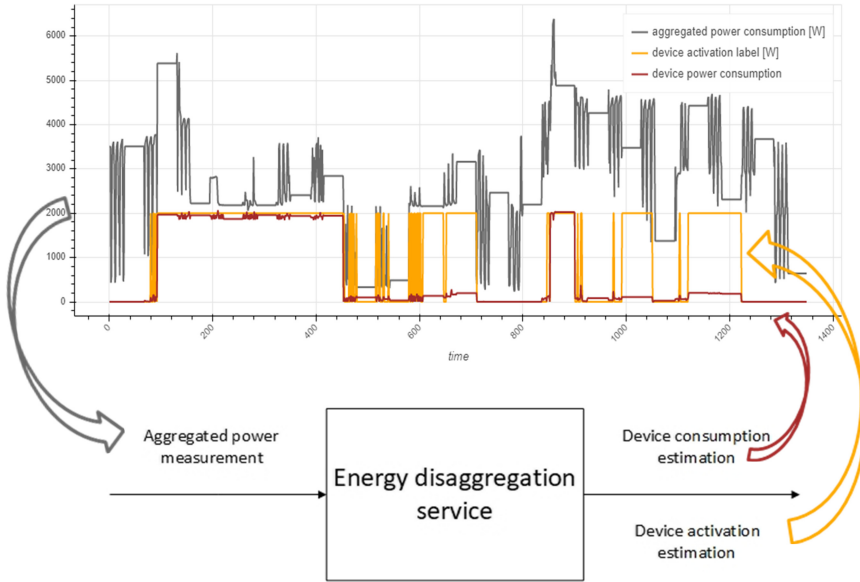 aggregated power consumption [W]
device activation label [W]
device power consumption
6000
5000
4000
3000
2000
1000
0
0
200
400
600
800
1000
1200
1400
time
Aggregated power
measurement
Energy disaggregation
service
Device consumption
estimation
Device activation
estimation